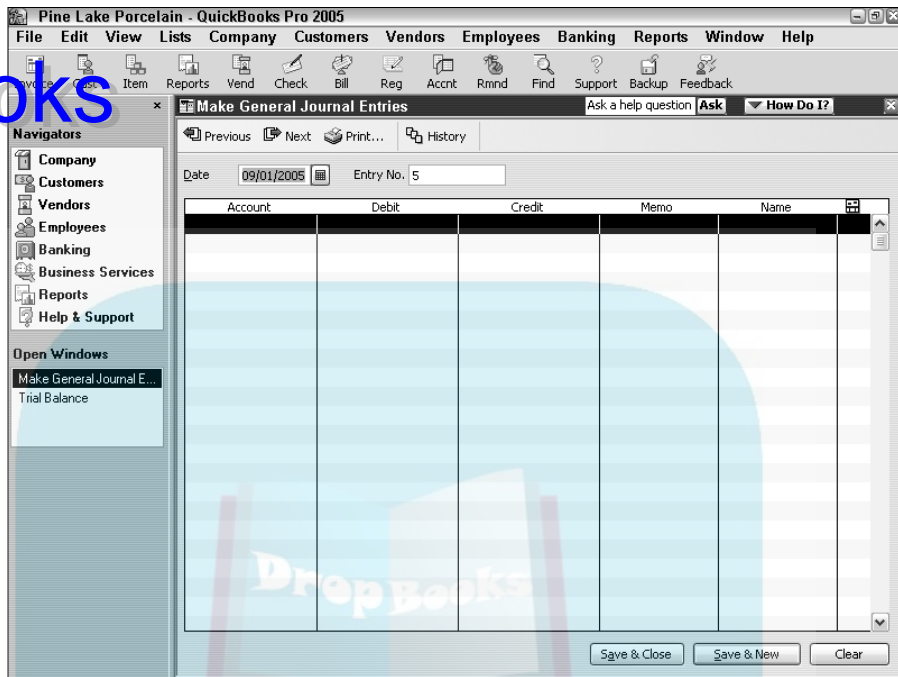 Pine Lake Porcelain - QuickBooks Pro 2005
File Edit View Lists Company Customers Vendors Employees Banking Reports Window Help
Invoice Cust Item Reports Vend Check Bill Reg Accnt Rmnd Find Support Backup Feedback
oks
Make General Journal Entries Ask a help question Ask How Do I?
Navigators
Previous Next Print... History
Company
Customers
Vendors
Employees
Banking
Business Services
Reports
Help & Support
Date 09/01/2005 Entry No. 5
Account Debit Credit Memo Name
Open Windows
Make General Journal E...
Trial Balance
DropBooks
Save & Close Save & New Clear